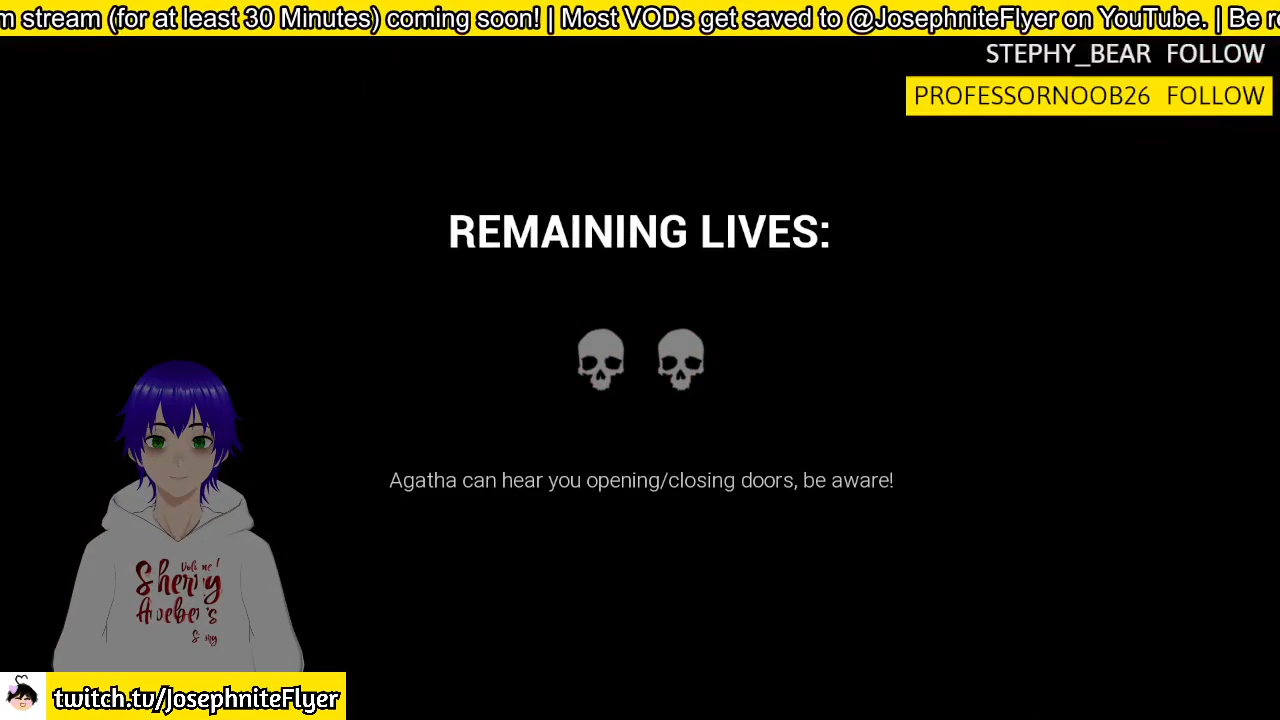 m stream (for at least 30 Minutes) coming soon! | Most VODs get saved to @JosephniteFlyer on YouTube. | Be re
STEPHY_BEAR FOLLOW
PROFESSORNOOB26 FOLLOW
REMAINING LIVES:
Agatha can hear you opening/closing doors, be aware!
Sherry
twitch.tv/JosephniteFlyer